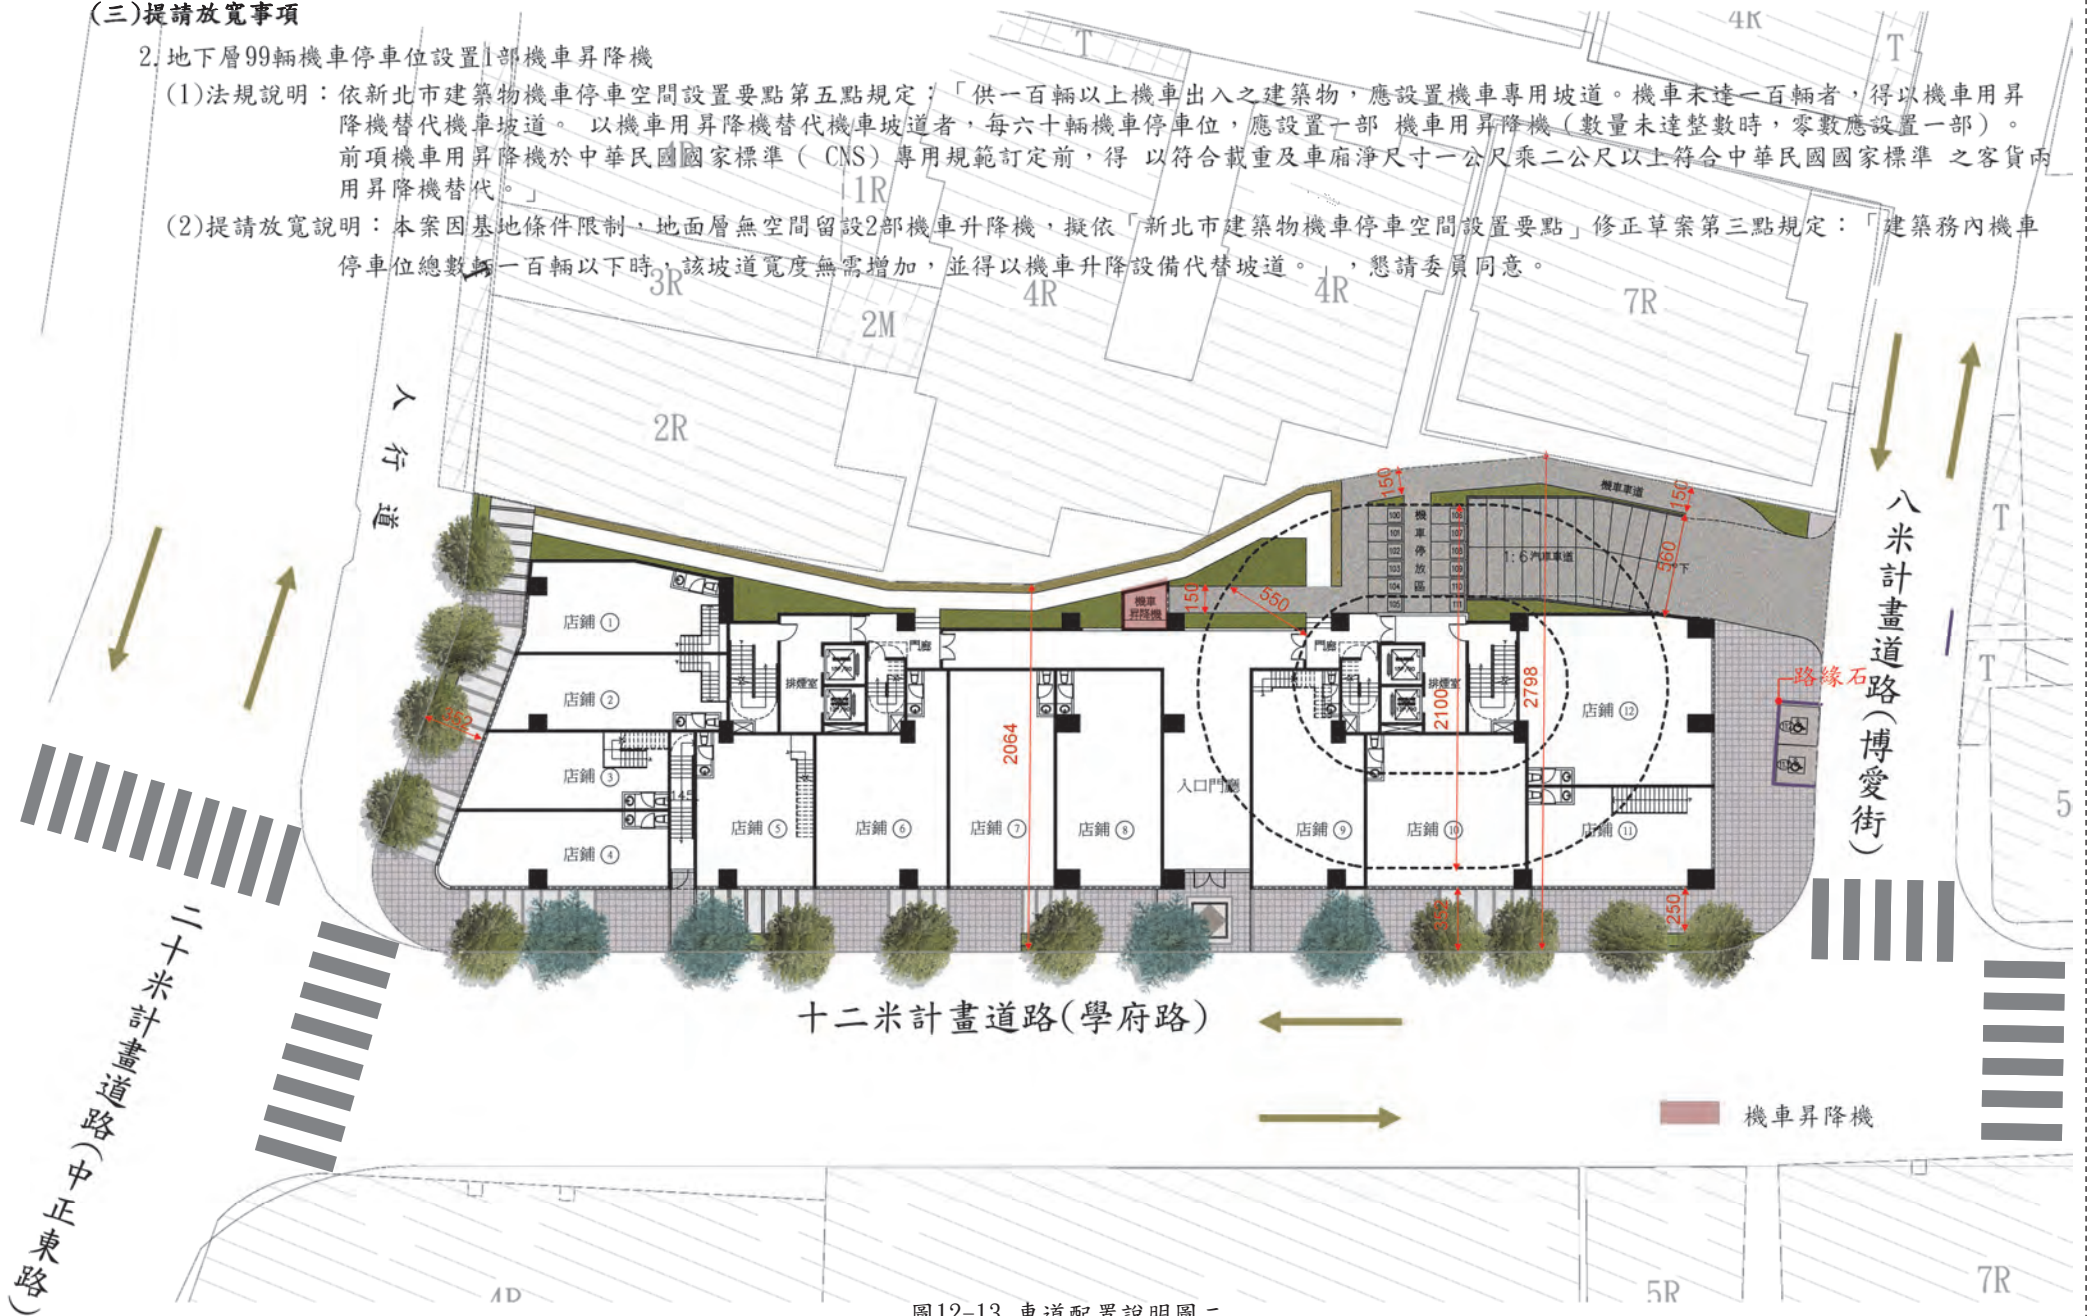 (三)提請放寬事項
2.地下層99輛機車停車位設置1部機車昇降機
(1)法規說明：依新北市建築物機車停車空間設置要點第五點規定：「供一百輛以上機車出入之建築物，應設置機車專用坡道。機車未達一百輛者，得以機車用昇
降機替代機車坡道。 以機車用昇降機替代機車坡道者，每六十輛機車停車位，應設置一部 機車用昇降機（數量未達整數時，零數應設置一部）。
前項機車用昇降機於中華民國國家標準（ CNS）專用規範訂定前，得 以符合載重及車廂淨尺寸一公尺乘二公尺以上符合中華民國國家標準 之客貨兩
用昇降機替代。」
(2)提請放寬說明：本案因基地條件限制，地面層無空間留設2部機車升降機，擬依「新北市建築物機車停車空間設置要點」修正草案第三點規定：「建築務內機車
停車位總數輛一百輛以下時，該坡道寬度無需增加，並得以機車升降設備代替坡道。」，懇請委員同意。
4R
T
T
4R
1R
3R
2M
4R
4R
7R
2R
T
T
5
人行道
150
機車車道
150
100
101
102
103
104
105
機車停放區
106
107
108
109
110
111
1:6汽車車道
下
560
機車
昇降機
150
550
店鋪①
店鋪②
店鋪③
店鋪④
店鋪⑤
店鋪⑥
店鋪⑦
店鋪⑧
入口門廳
店鋪⑨
店鋪⑩
店鋪⑪
店鋪⑫
排煙室
門廊
門廊
排煙室
352
145
2064
2100
2798
352
250
路緣石
八米計畫道路(博愛街)
十二米計畫道路(學府路)
二十米計畫道路(中正東路)
機車昇降機
4R
5R
7R
圖12-13 車道配置說明圖二